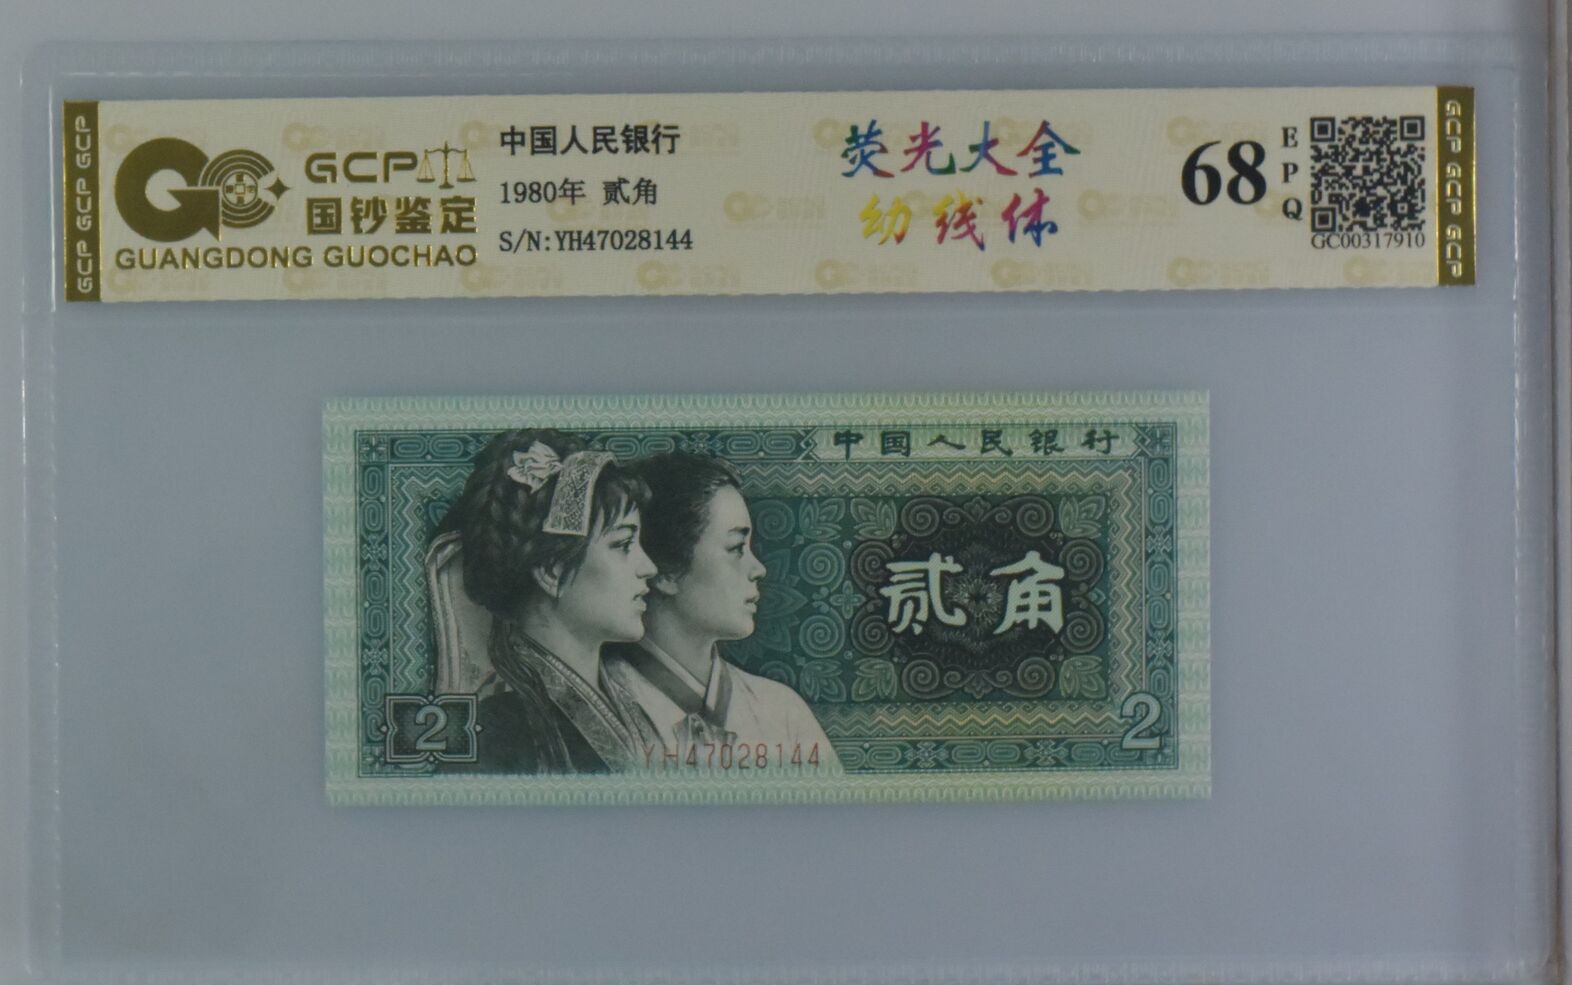 GCP GCP GCP
GCP
国钞鉴定
GUANGDONG GUOCHAO
中国人民银行
1980年 贰角
S/N:YH47028144
荧光大全
幼线体
68
EPQ
GC00317910
GCP GCP GCP
中国人民银行
贰角
2
YH47028144
2